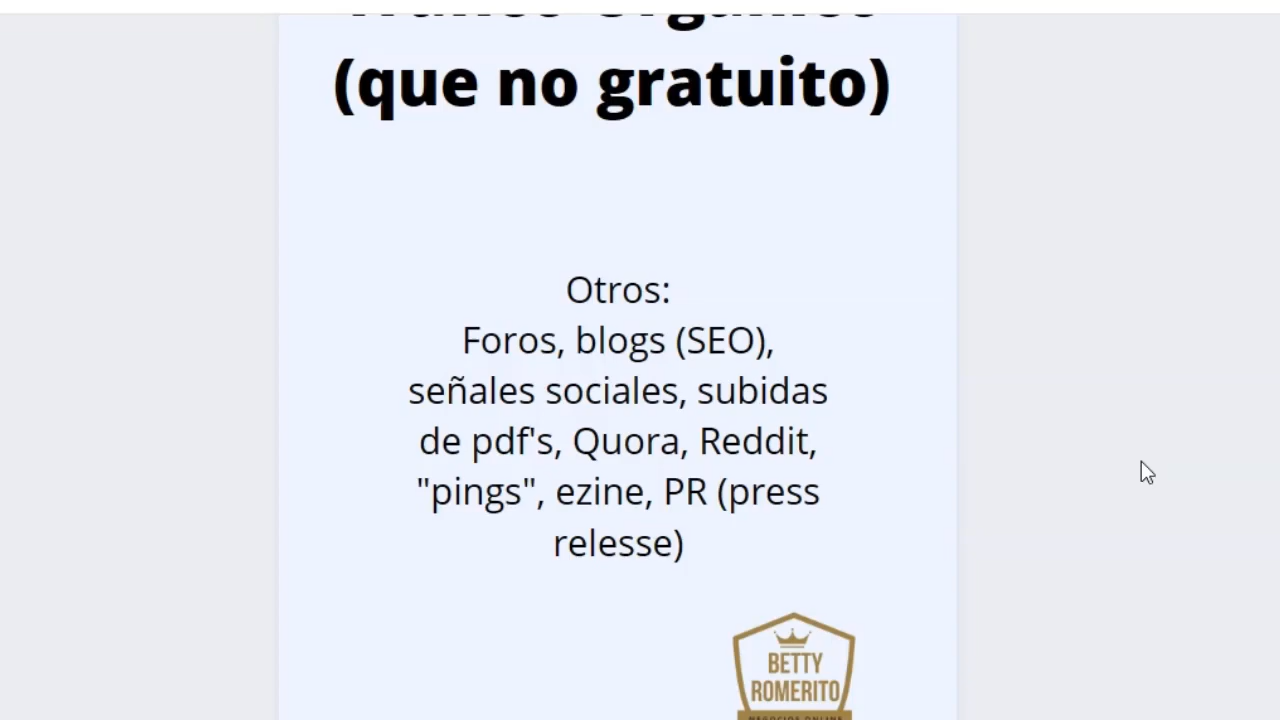 (que no gratuito)
Otros:
Foros, blogs (SEO),
señales sociales, subidas
de pdf's, Quora, Reddit,
"pings", ezine, PR (press
relesse)
BETTY
ROMERITO